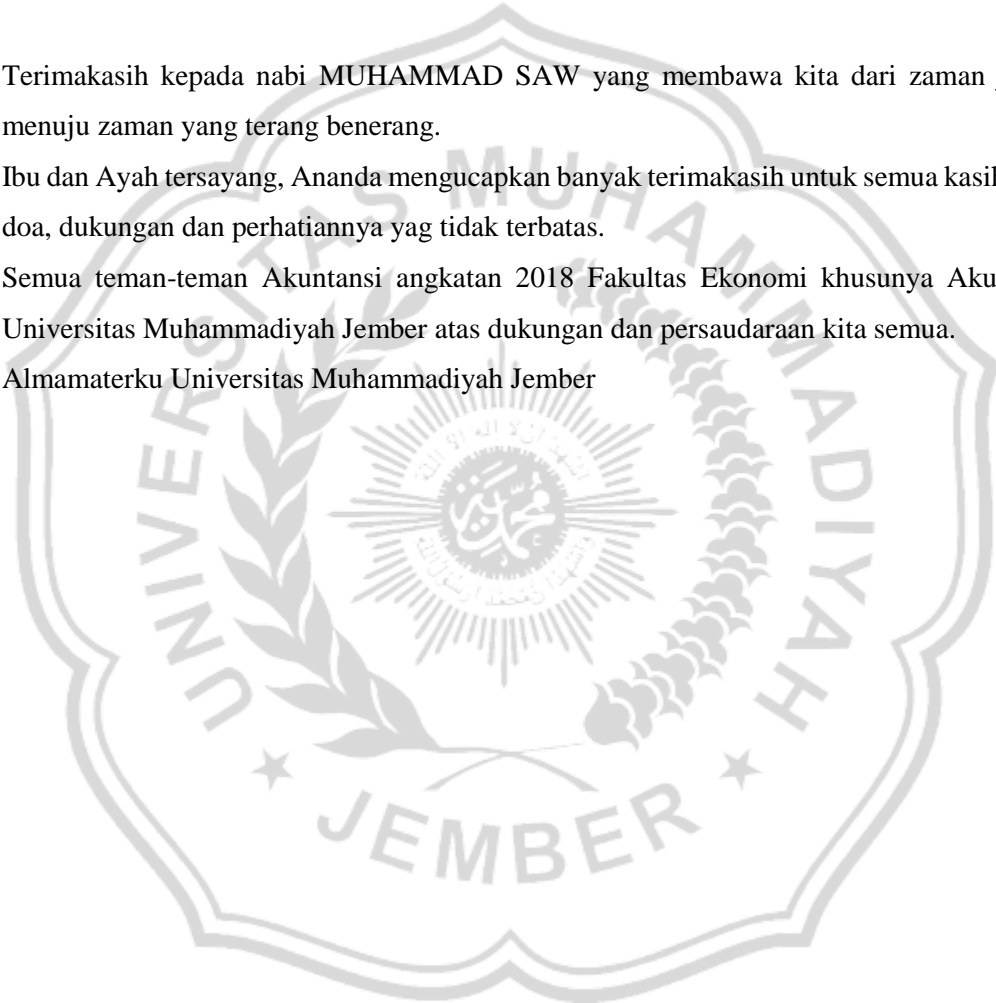 Terimakasih kepada nabi MUHAMMAD SAW yang membawa kita dari zaman
menuju zaman yang terang benerang.
Ibu dan Ayah tersayang, Ananda mengucapkan banyak terimakasih untuk semua
doa, dukungan dan perhatiannya yag tidak terbatas.
Semua teman-teman Akuntansi angkatan 2018 Fakultas Ekonomi khusunya
Universitas Muhammadiyah Jember atas dukungan dan persaudaraan kita semua.
Almamaterku Universitas Muhammadiyah Jember
UNIVERSITAS MUHAMMADIYAH
JEMBER